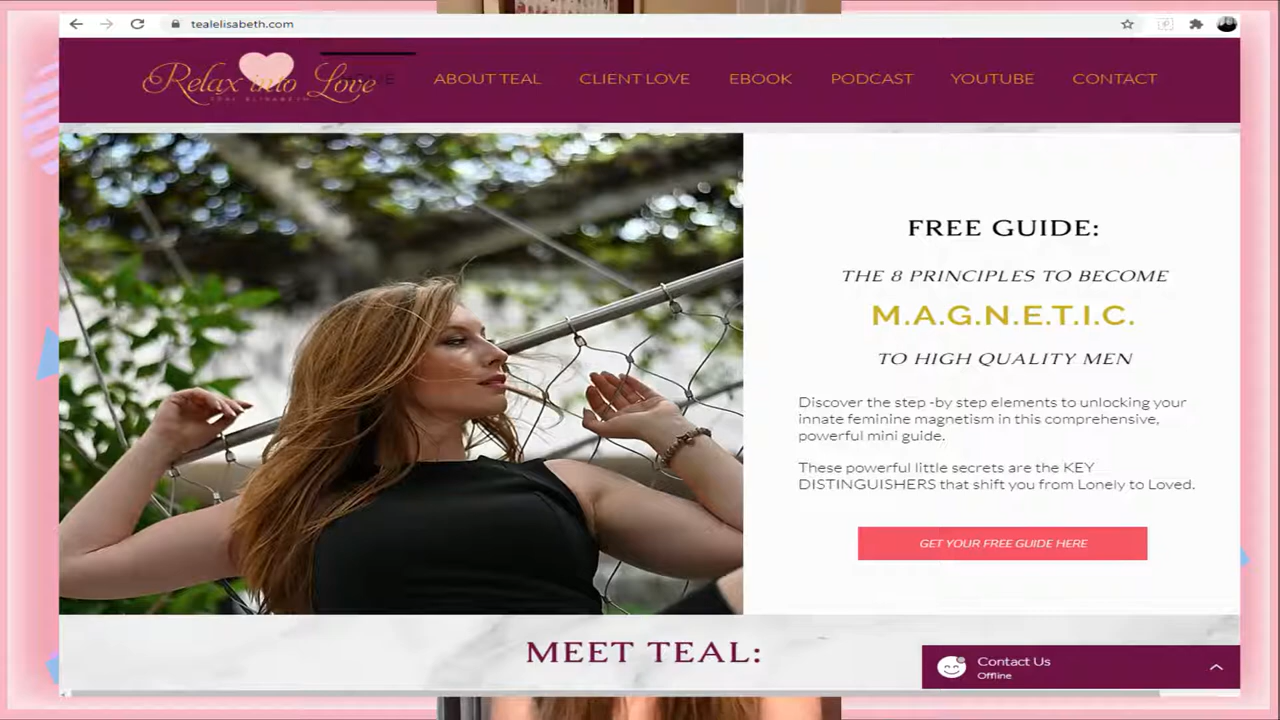 tealelisabeth.com
Relax into Love
TEAL ELISABETH
HOME
ABOUT TEAL
CLIENT LOVE
EBOOK
PODCAST
YOUTUBE
CONTACT
FREE GUIDE:
THE 8 PRINCIPLES TO BECOME
M.A.G.N.E.T.I.C.
TO HIGH QUALITY MEN
Discover the step -by step elements to unlocking your
innate feminine magnetism in this comprehensive,
powerful mini guide.
These powerful little secrets are the KEY
DISTINGUISHERS that shift you from Lonely to Loved.
GET YOUR FREE GUIDE HERE
MEET TEAL:
Contact Us
Offline